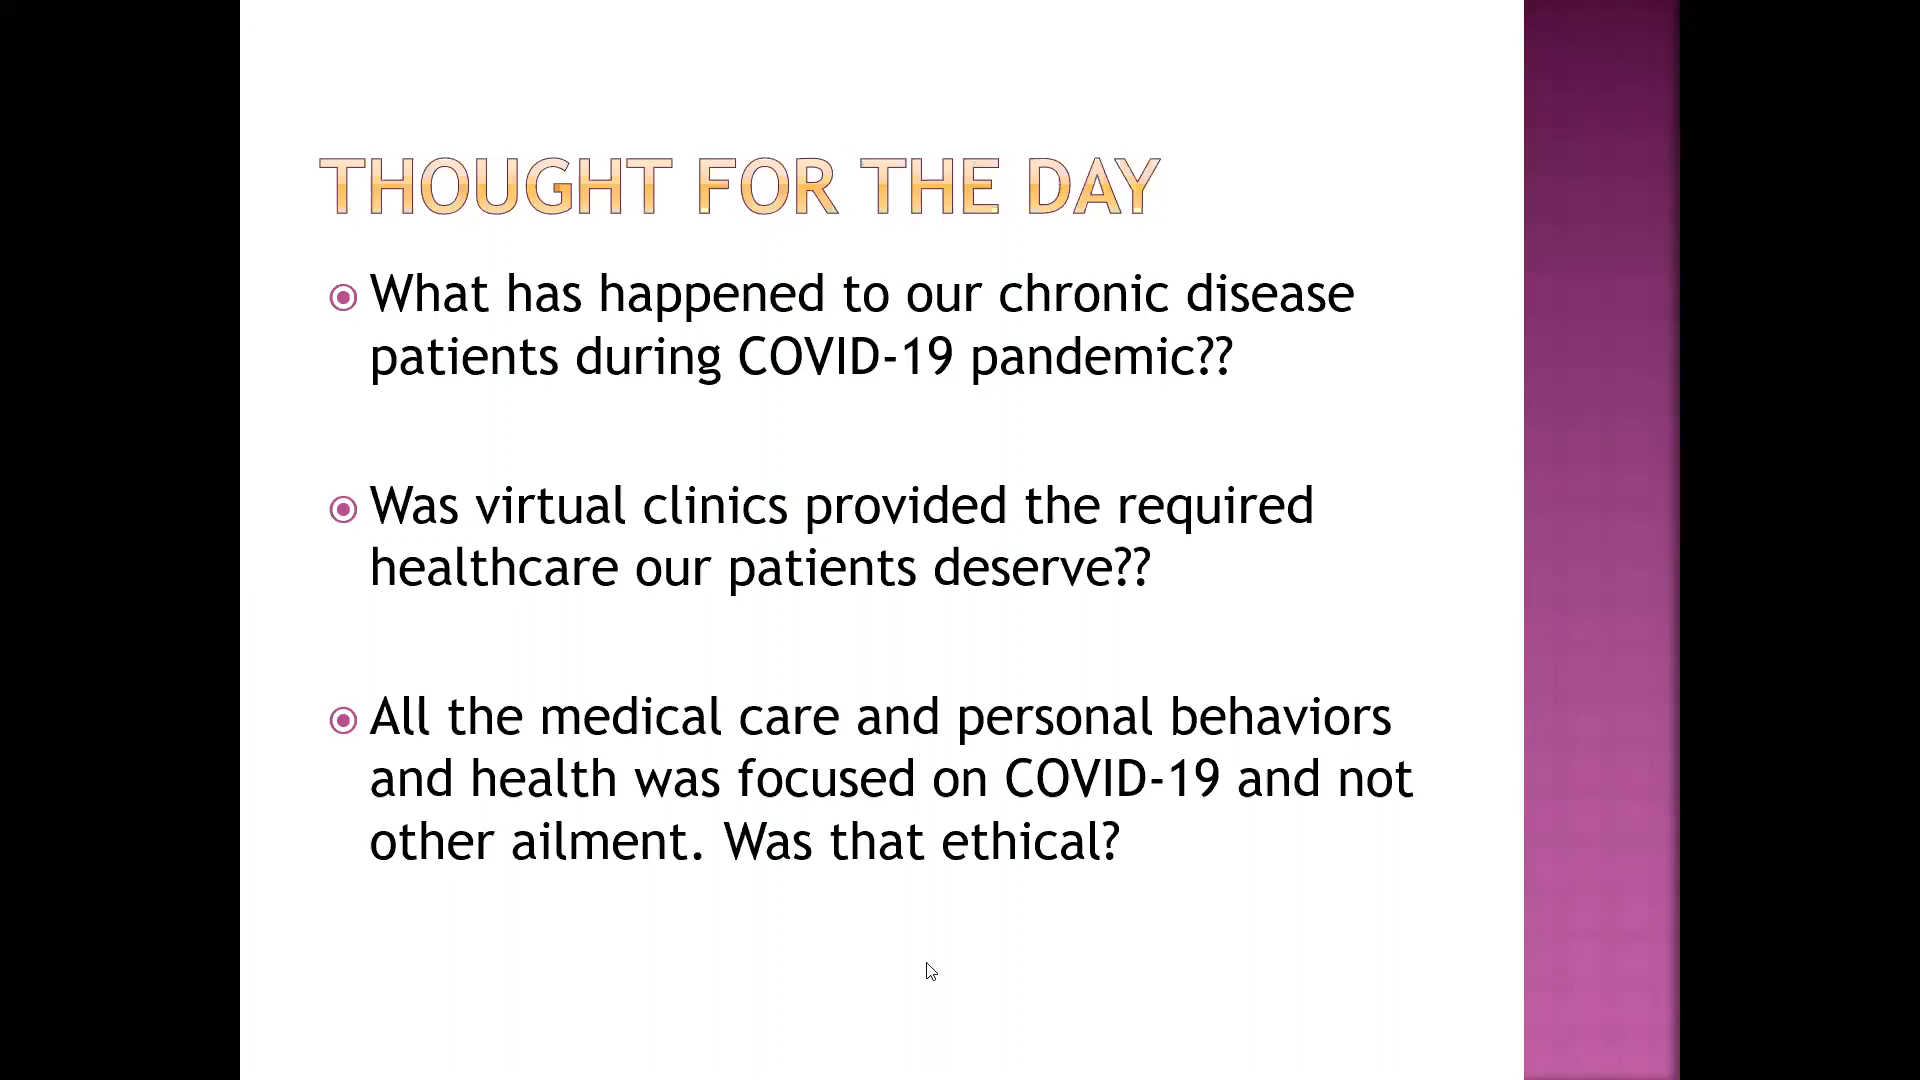 THOUGHT FOR THE DAY
What has happened to our chronic disease
patients during COVID-19 pandemic??
Was virtual clinics provided the required
healthcare our patients deserve??
All the medical care and personal behaviors
and health was focused on COVID-19 and not
other ailment. Was that ethical?